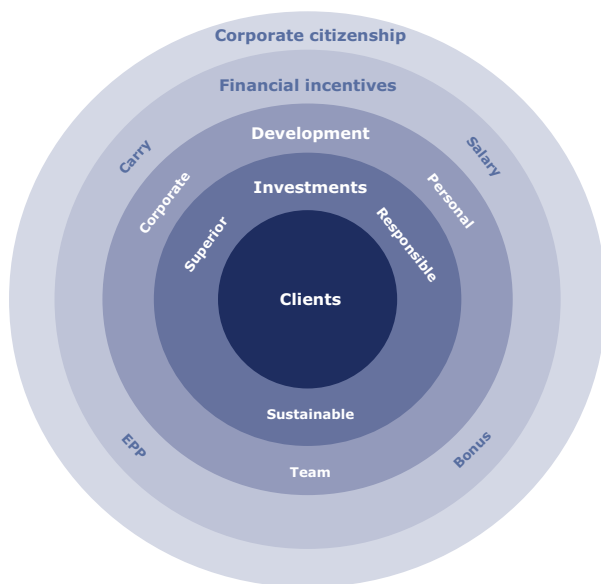 Corporate citizenship
Financial incentives
Carry
Salary
Development
Corporate
Personal
Investments
Superior
Responsible
Clients
Sustainable
EPP
Bonus
Team